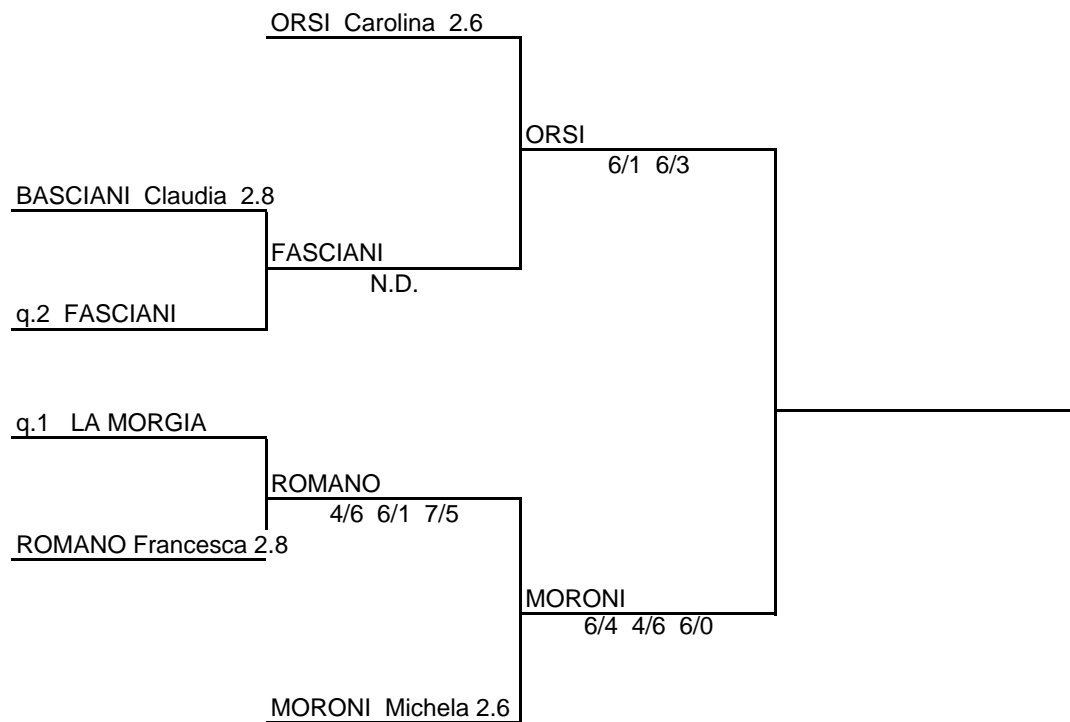 ORSI Carolina 2.6
ORSI
6/1 6/3
BASCIANI Claudia 2.8
FASCIANI
N.D.
q.2 FASCIANI
q.1 LA MORGIA
ROMANO
4/6 6/1 7/5
ROMANO Francesca 2.8
MORONI
6/4 4/6 6/0
MORONI Michela 2.6